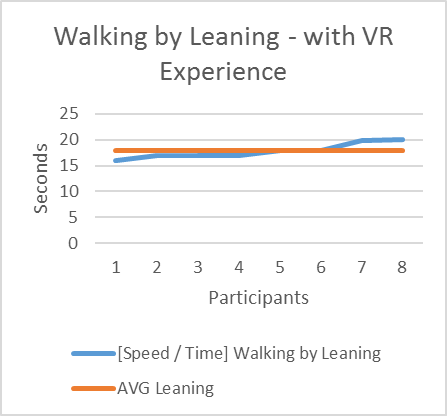 Walking by Leaning - with VR
Experience
25
20
15
10
5
0
Seconds
1 2 3 4 5 6 7 8
Participants
[Speed / Time] Walking by Leaning
AVG Leaning